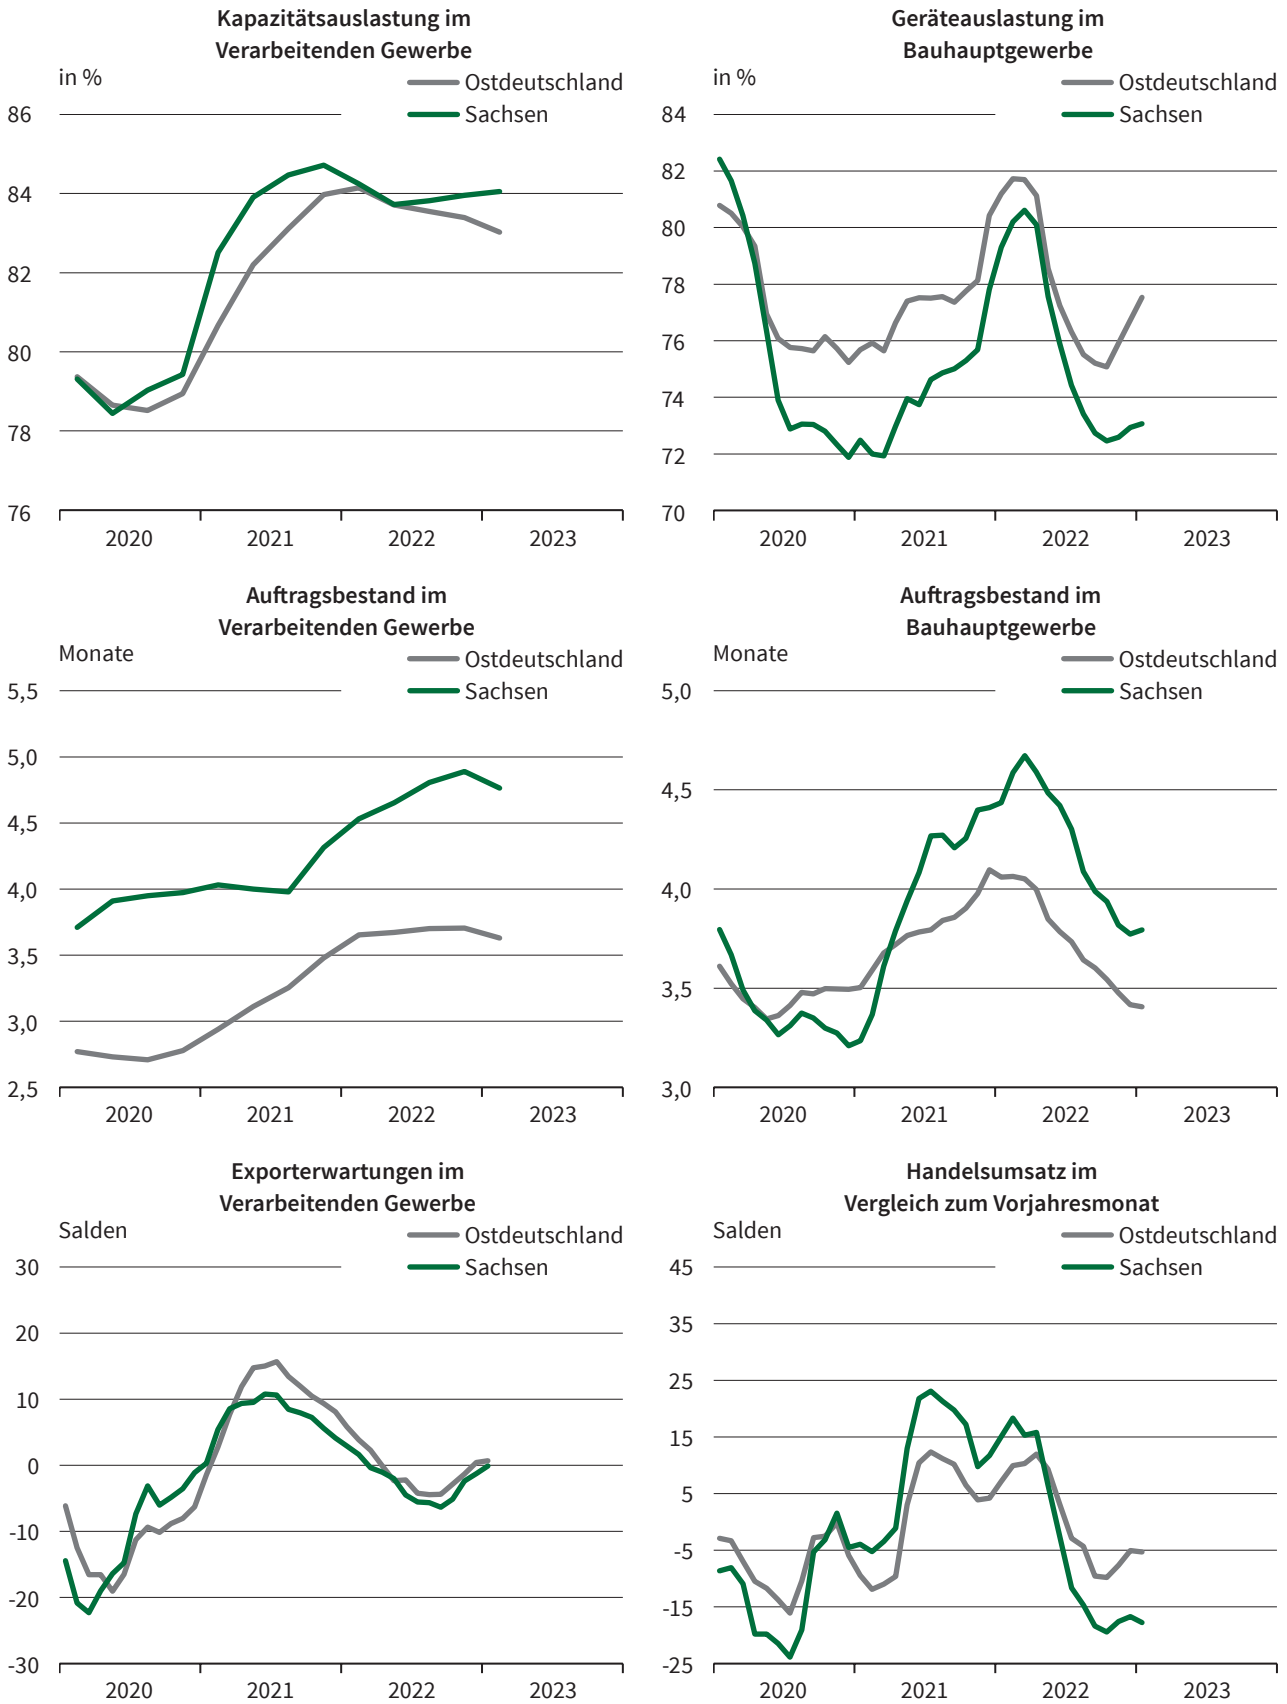 Kapazitätsauslastung im
Verarbeitenden Gewerbe
in %
Ostdeutschland
Sachsen
86
84
82
80
78
76
2020
2021
2022
2023
Geräteauslastung im
Bauhauptgewerbe
in %
Ostdeutschland
Sachsen
84
82
80
78
76
74
72
70
2020
2021
2022
2023
Auftragsbestand im
Verarbeitenden Gewerbe
Monate
Ostdeutschland
Sachsen
5,5
5,0
4,5
4,0
3,5
3,0
2,5
2020
2021
2022
2023
Auftragsbestand im
Bauhauptgewerbe
Monate
Ostdeutschland
Sachsen
5,0
4,5
4,0
3,5
3,0
2020
2021
2022
2023
Exporterwartungen im
Verarbeitenden Gewerbe
Salden
Ostdeutschland
Sachsen
30
20
10
0
-10
-20
-30
2020
2021
2022
2023
Handelsumsatz im
Vergleich zum Vorjahresmonat
Salden
Ostdeutschland
Sachsen
45
35
25
15
5
-5
-15
-25
2020
2021
2022
2023